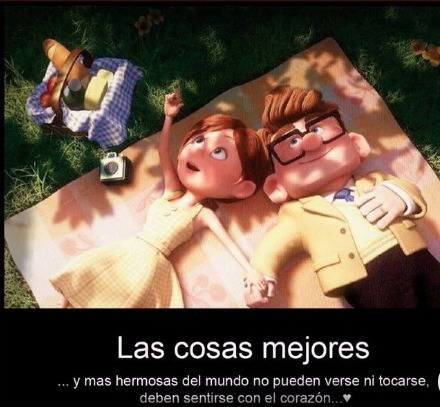 Las cosas mejores
... y mas hermosas del mundo no pueden verse ni tocarse,
deben sentirse con el corazón...♥